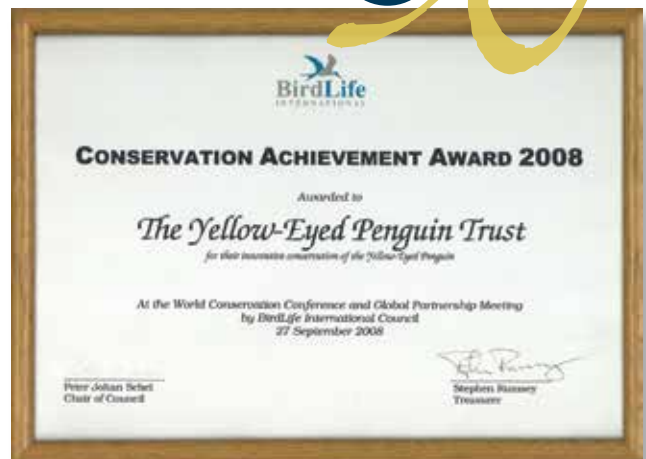 BirdLife
INTERNATIONAL
CONSERVATION ACHIEVEMENT AWARD 2008
Awarded to
The Yellow-Eyed Penguin Trust
for their innovative conservation of the Yellow-Eyed Penguin
At the World Conservation Conference and Global Partnership Meeting
by BirdLife International Council
27 September 2008
Peter Johan Schei
Chair of Council
Stephen Rumsey
Treasurer